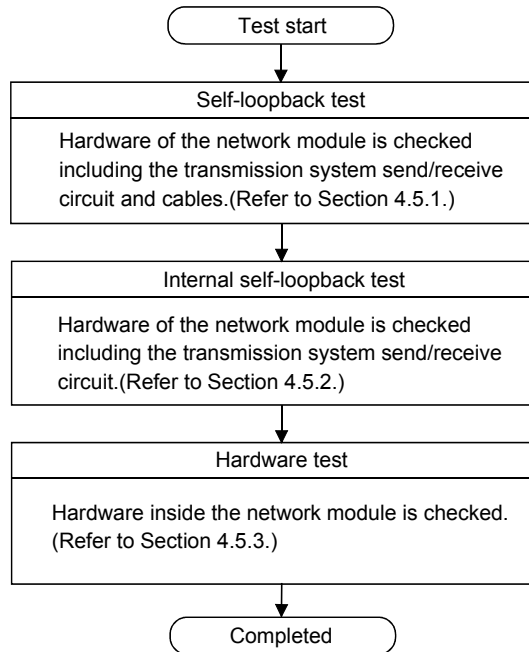 Test start
Self-loopback test
Hardware of the network module is checked
including the transmission system send/receive
circuit and cables.(Refer to Section 4.5.1.)
Internal self-loopback test
Hardware of the network module is checked
including the transmission system send/receive
circuit.(Refer to Section 4.5.2.)
Hardware test
Hardware inside the network module is checked.
(Refer to Section 4.5.3.)
Completed